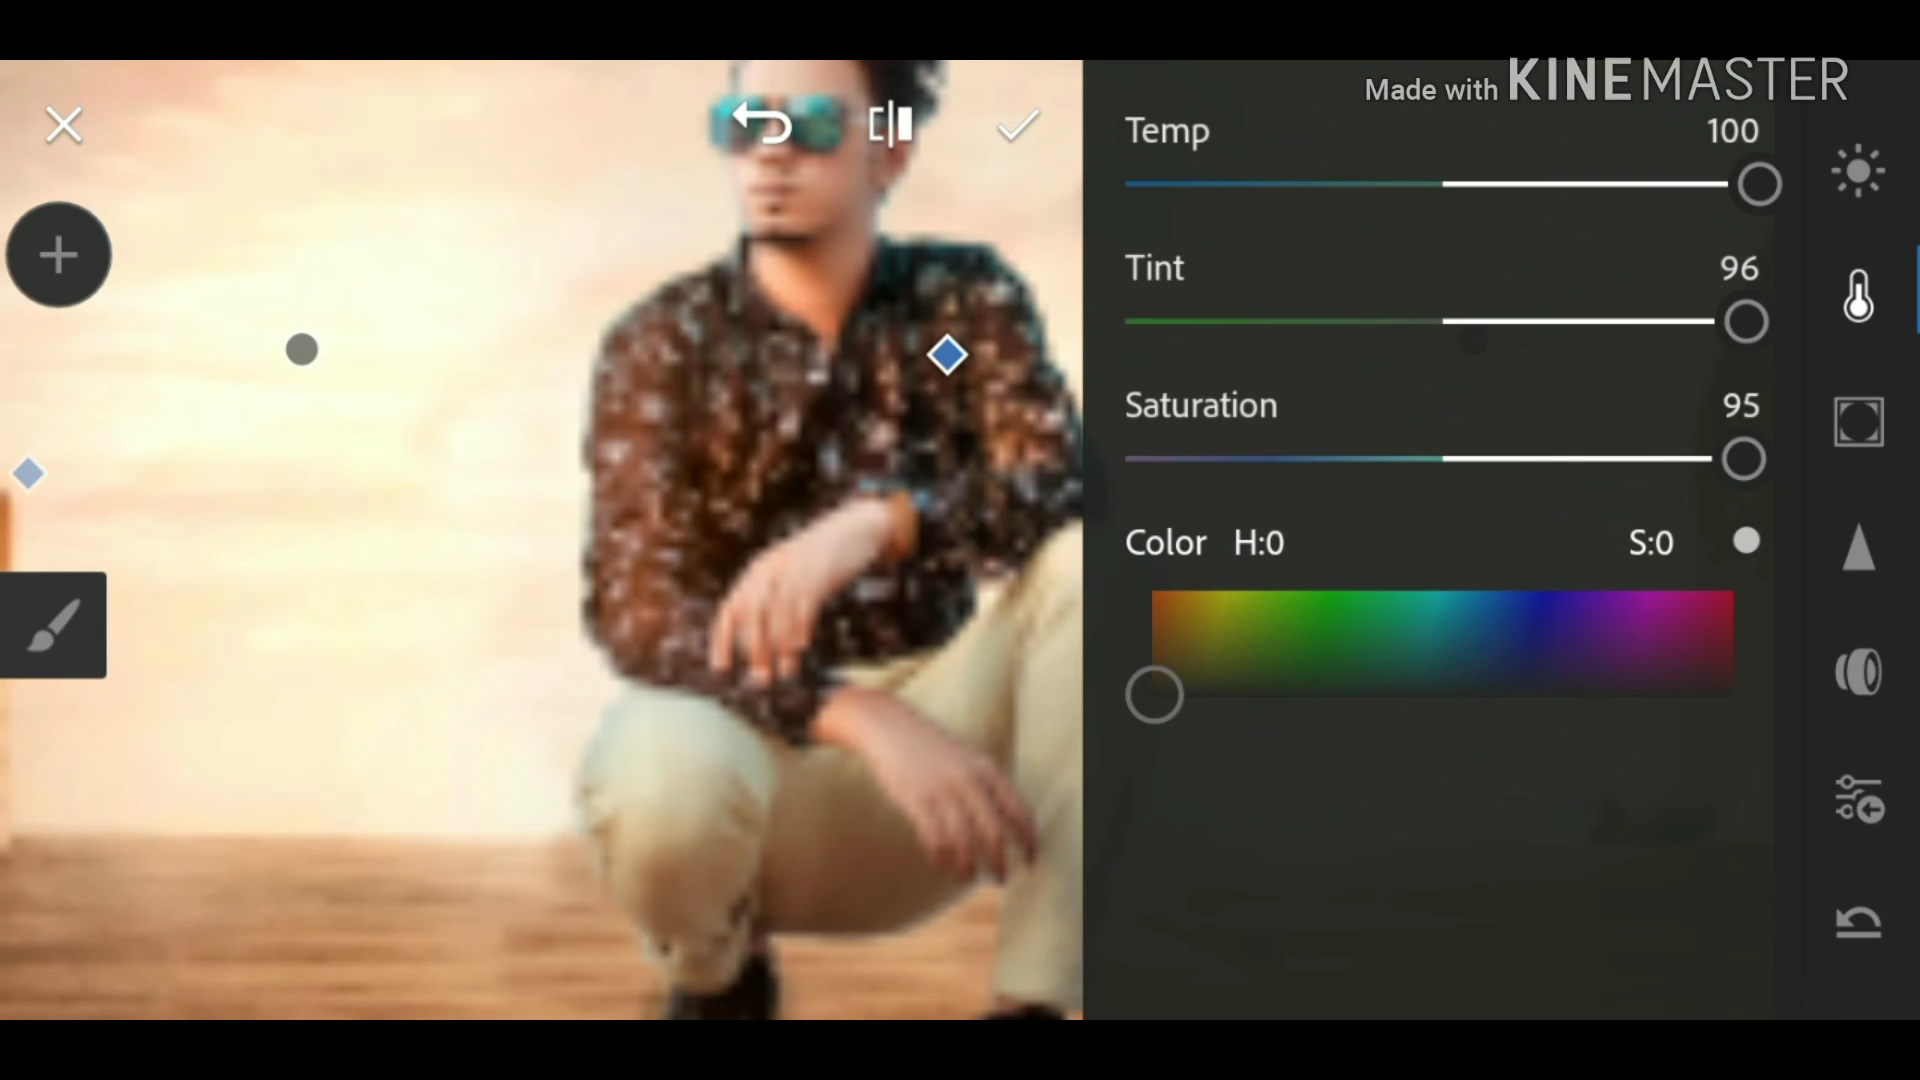 Made with KINEMASTER
Temp 100
Tint 96
Saturation 95
Color H:0 S:0